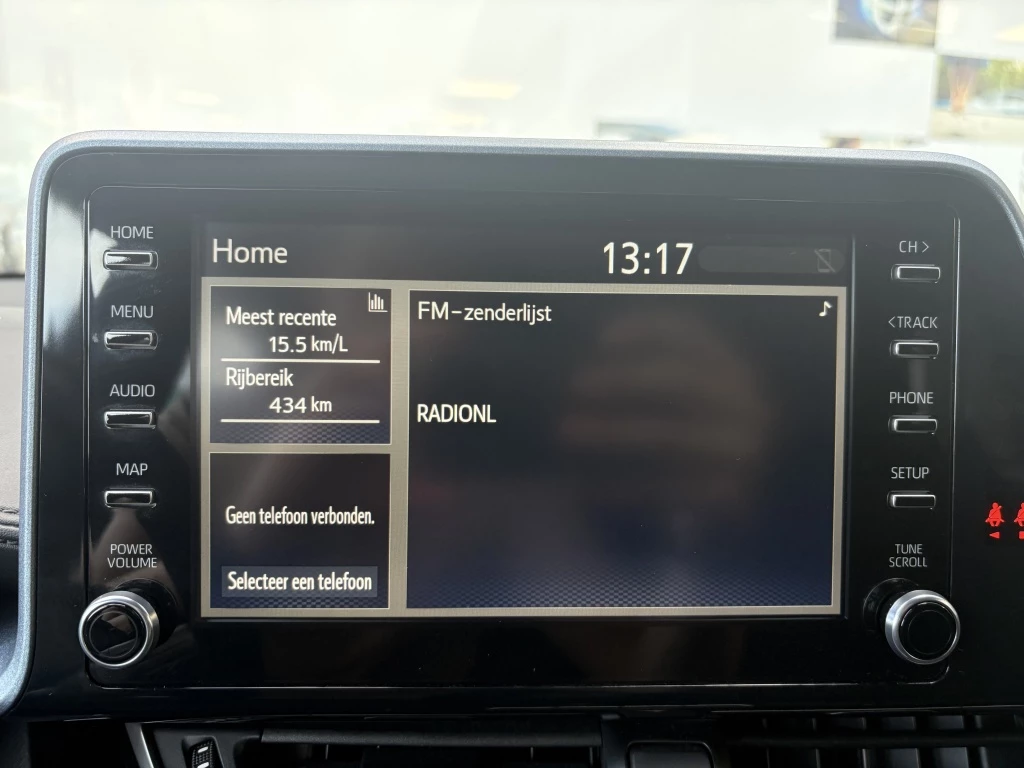 HOME
MENU
AUDIO
MAP
POWER
VOLUME
Home
13:17
Meest recente
15.5 km/L
Rijbereik
434 km
Geen telefoon verbonden.
Selecteer een telefoon
FM-zenderlijst
RADIONL
CH >
<TRACK
PHONE
SETUP
TUNE
SCROLL